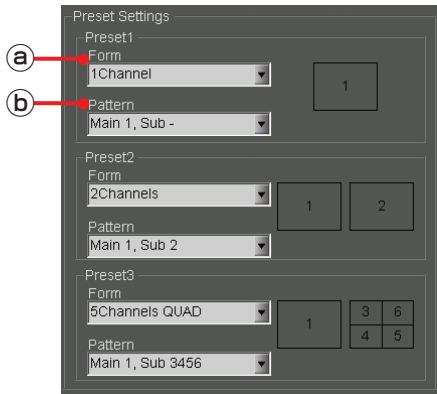 Preset Settings
Preset1
ⓐ Form
1Channel
1
ⓑ Pattern
Main 1, Sub -
Preset2
Form
2Channels
1 2
Pattern
Main 1, Sub 2
Preset3
Form
5Channels QUAD
1 3 6
4 5
Pattern
Main 1, Sub 3456